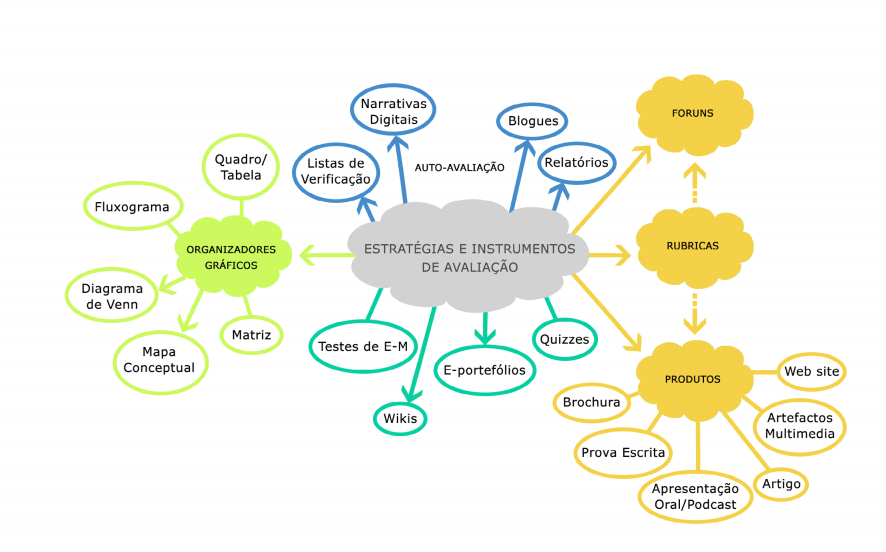 Narrativas
Digitais
Blogues
FORUNS
Quadro/
Tabela
Listas de
Verificação
AUTO-AVALIAÇÃO
Relatórios
Fluxograma
ORGANIZADORES
GRÁFICOS
ESTRATÉGIAS E INSTRUMENTOS
DE AVALIAÇÃO
RUBRICAS
Diagrama
de Venn
Matriz
Mapa
Conceptual
Testes de E-M
Quizzes
E-portefólios
Wikis
PRODUTOS
Web site
Brochura
Artefactos
Multimedia
Prova Escrita
Apresentação
Oral/Podcast
Artigo